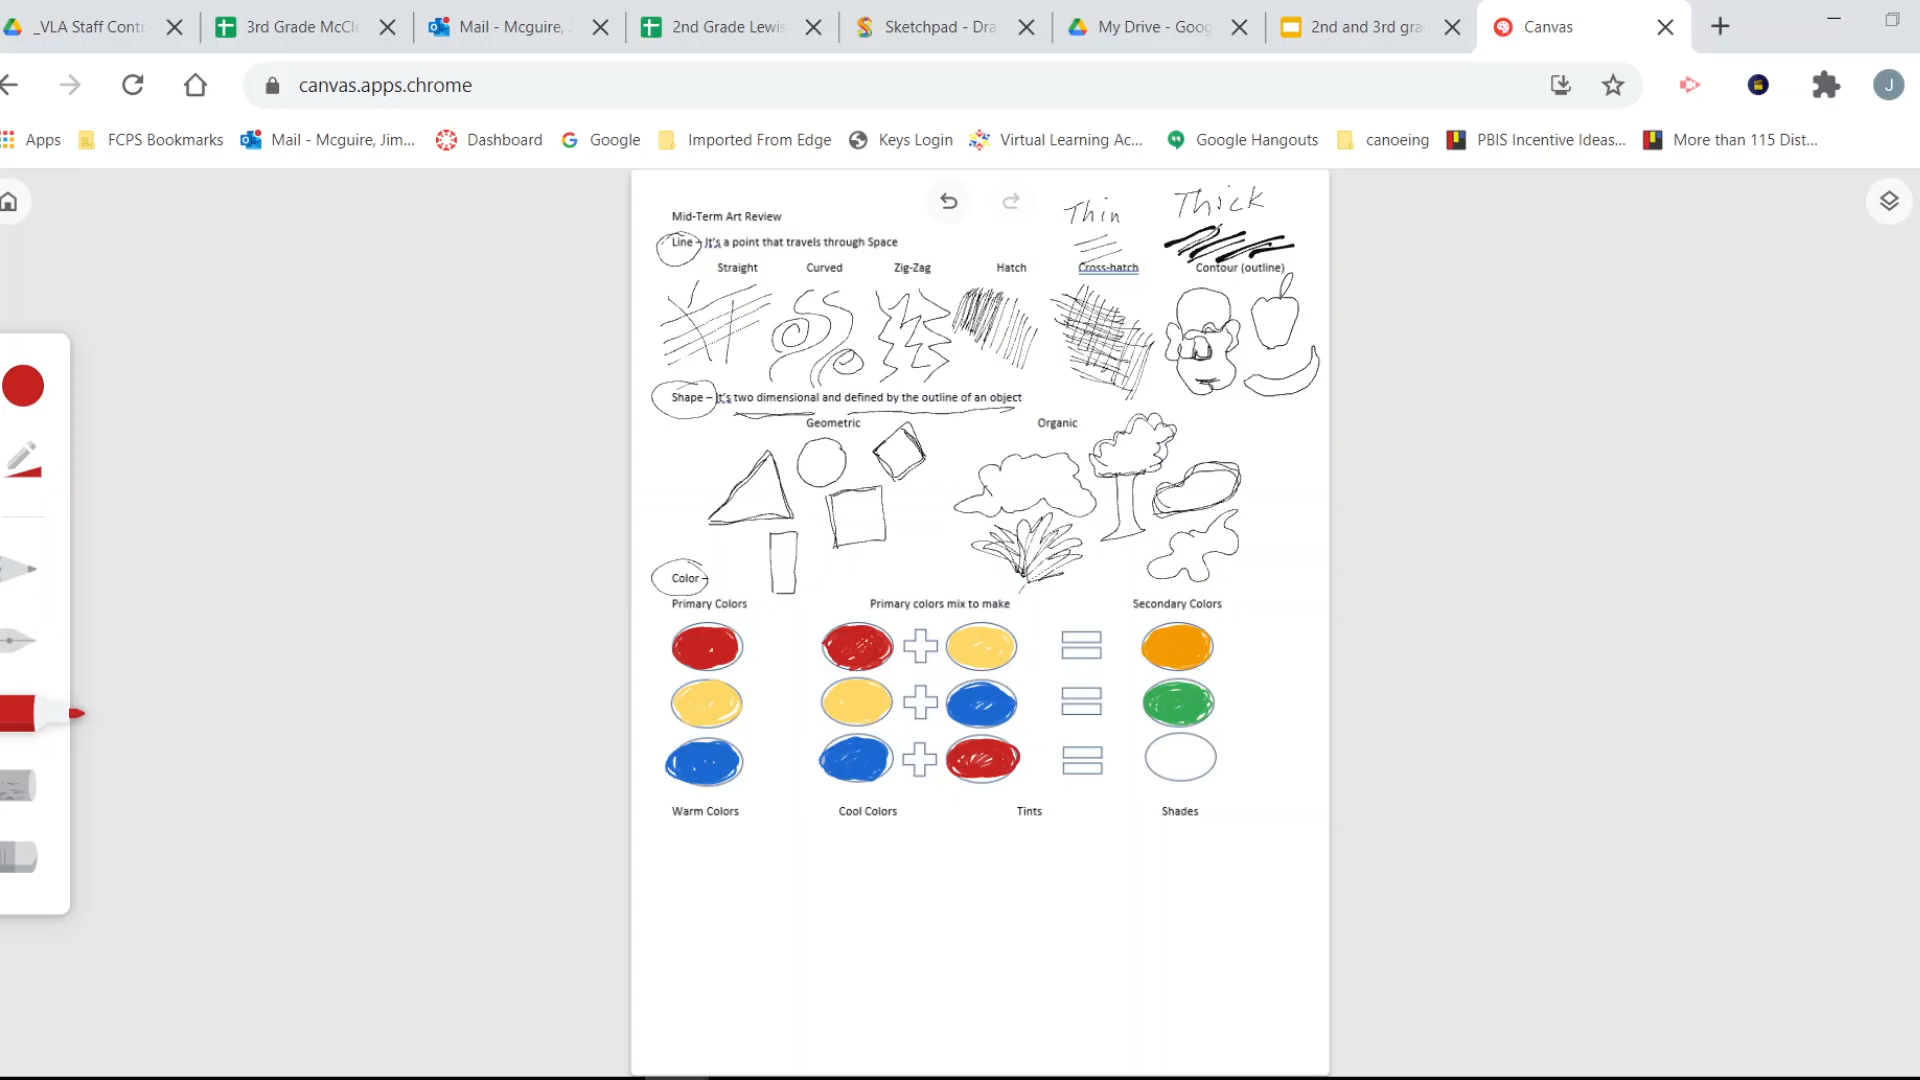 _VLA Staff Contr
3rd Grade McCle
Mail - Mcguire, J
2nd Grade Lewis
Sketchpad - Dra
My Drive - Goog
2nd and 3rd gra
Canvas
canvas.apps.chrome
J
Apps
FCPS Bookmarks
Mail - Mcguire, Jim...
Dashboard
Google
Imported From Edge
Keys Login
Virtual Learning Ac...
Google Hangouts
canoeing
PBIS Incentive Ideas...
More than 115 Dist...
Thin
Thick
Mid-Term Art Review
Line – It's a point that travels through Space
Straight Curved Zig-Zag Hatch Cross-hatch Contour (outline)
Shape – It's two dimensional and defined by the outline of an object
Geometric Organic
Color –
Primary Colors Primary colors mix to make Secondary Colors
Warm Colors Cool Colors Tints Shades